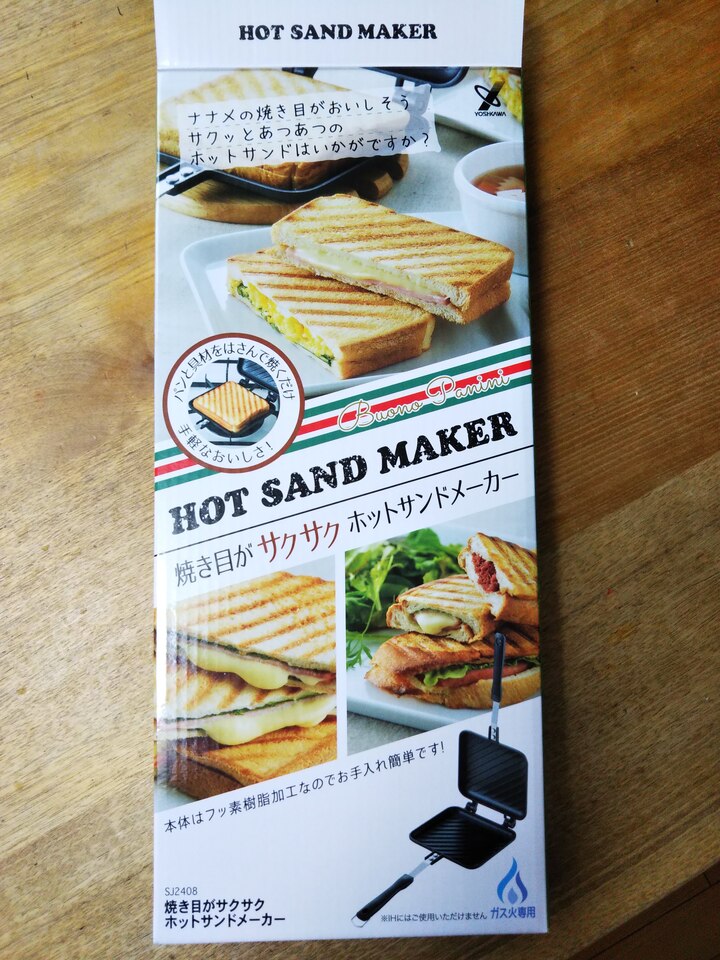 HOT SAND MAKER
ナナメの焼き目がおいしそう
サクッとあつあつの
ホットサンドはいかがですか?
YOSHIKAWA
パンと具材をはさんで焼くだけ
手軽なおいしさ!
Buono Panini
HOT SAND MAKER
焼き目がサクサクホットサンドメーカー
本体はフッ素樹脂加工なのでお手入れ簡単です!
SJ2408
焼き目がサクサク
ホットサンドメーカー
※IHにはご使用いただけません
ガス火専用